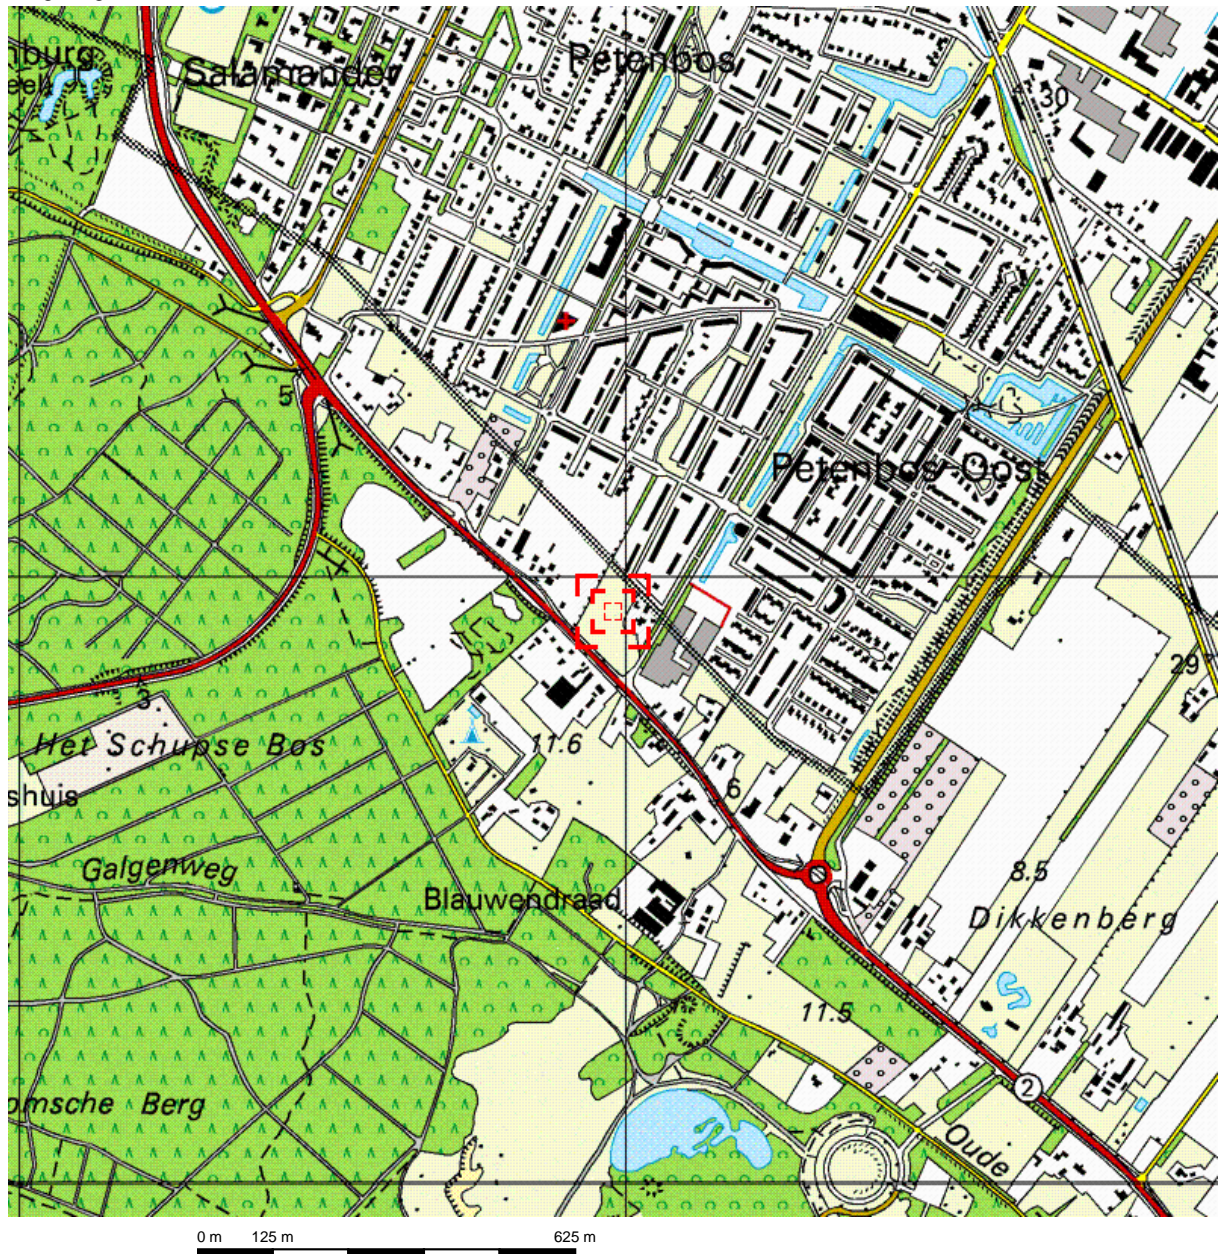 nburg
Salamander
Petenbos
30
5
Petenbos-Oost
3
29
Het Schupse Bos
11.6
6
shuis
Galgenweg
Blauwendraad
8.5
Dikkenberg
11.5
omsche Berg
2
Oude
0 m 125 m 625 m